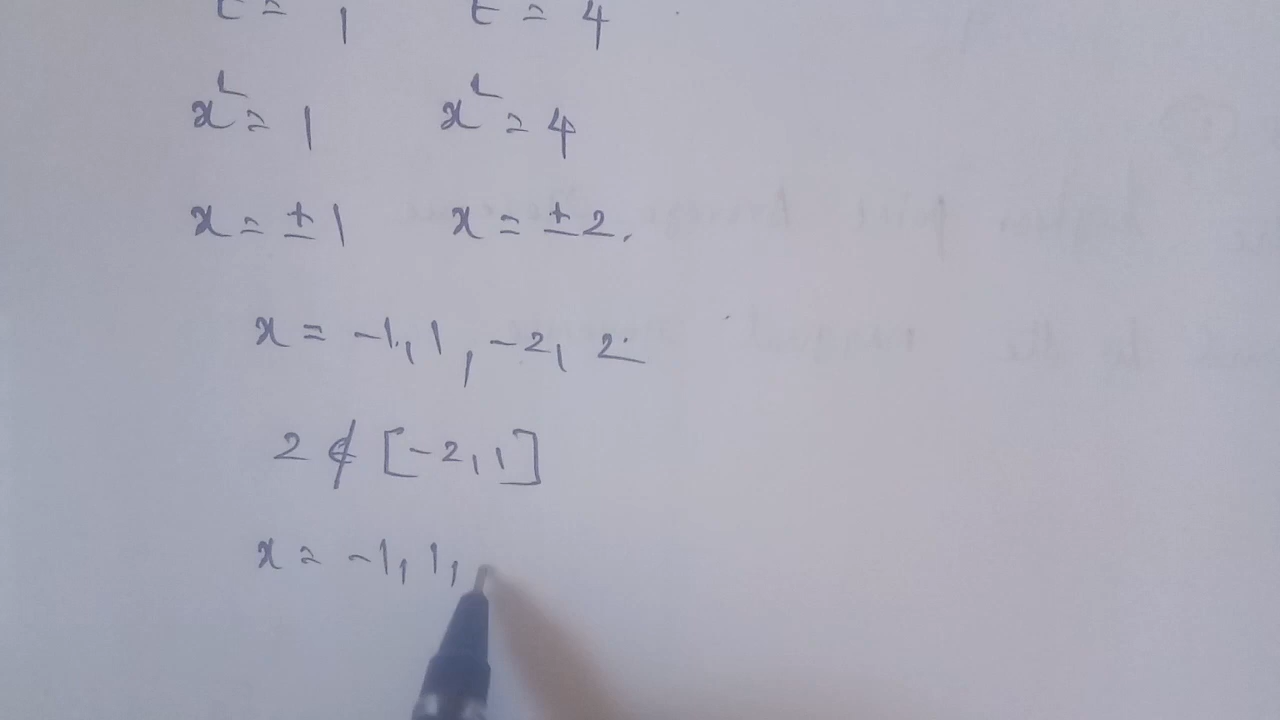 t = 1 t = 4
x² = 1 x² = 4
x = ±1 x = ±2.
x = -1, 1, -2, 2.
2 ∉ [-2, 1]
x = -1, 1,